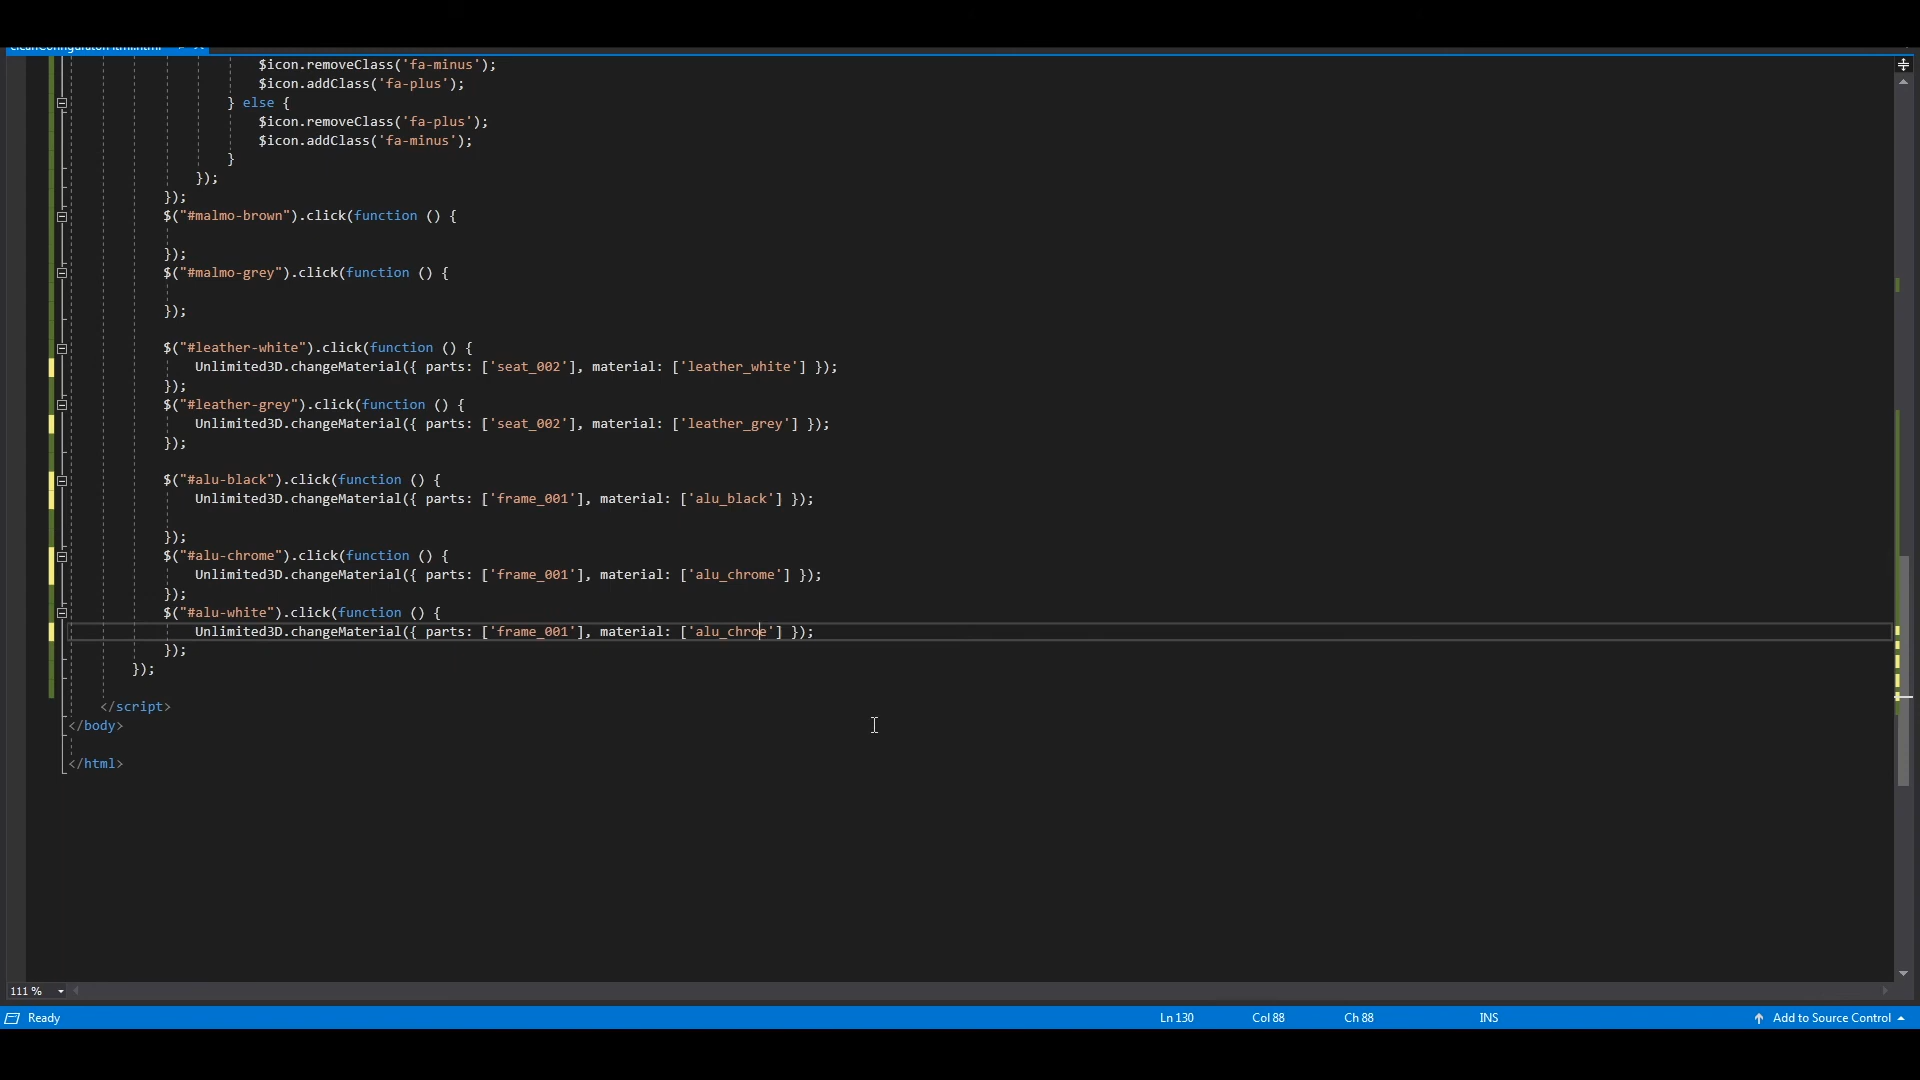 $icon.removeClass('fa-minus');
$icon.addClass('fa-plus');
} else {
$icon.removeClass('fa-plus');
$icon.addClass('fa-minus');
}
});
});
$("#malmo-brown").click(function () {
});
$("#malmo-grey").click(function () {
});
$("#leather-white").click(function () {
Unlimited3D.changeMaterial({ parts: ['seat_002'], material: ['leather_white'] });
});
$("#leather-grey").click(function () {
Unlimited3D.changeMaterial({ parts: ['seat_002'], material: ['leather_grey'] });
});
$("#alu-black").click(function () {
Unlimited3D.changeMaterial({ parts: ['frame_001'], material: ['alu_black'] });
});
$("#alu-chrome").click(function () {
Unlimited3D.changeMaterial({ parts: ['frame_001'], material: ['alu_chrome'] });
});
$("#alu-white").click(function () {
Unlimited3D.changeMaterial({ parts: ['frame_001'], material: ['alu_chroe'] });
});
});
</script>
</body>
</html>
111 %
Ready Ln 130 Col 88 Ch 88 INS Add to Source Control